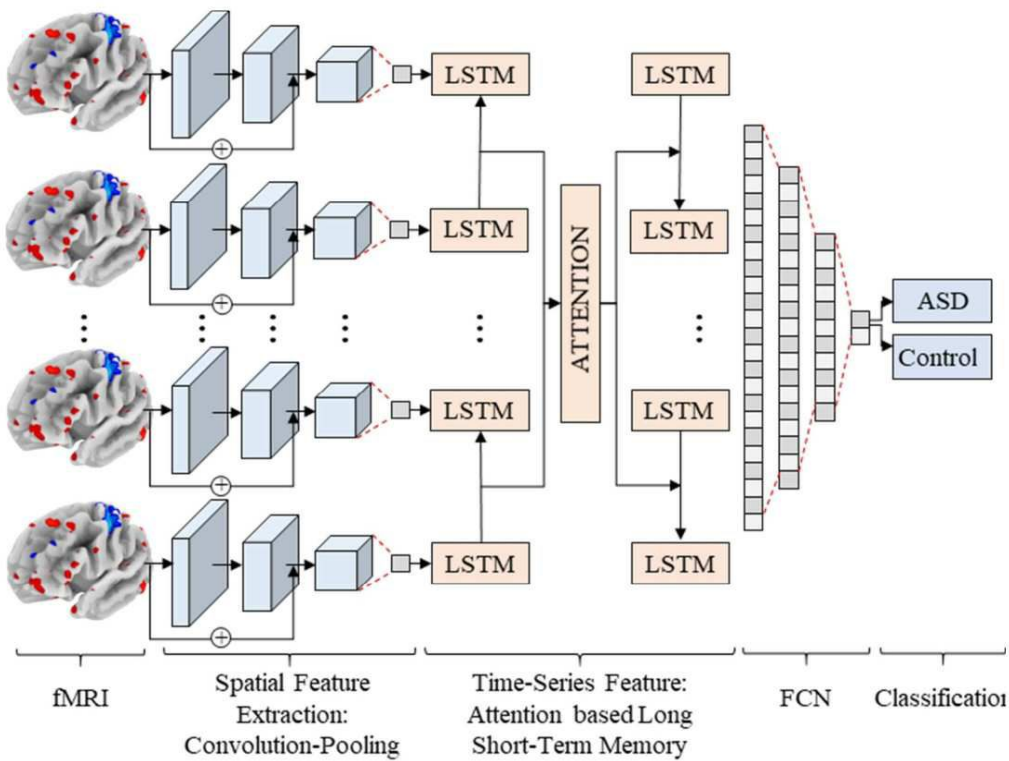 LSTM
LSTM
LSTM
LSTM
ATTENTION
LSTM
LSTM
LSTM
LSTM
ASD
Control
fMRI
Spatial Feature
Extraction:
Convolution-Pooling
Time-Series Feature:
Attention based Long
Short-Term Memory
FCN
Classification